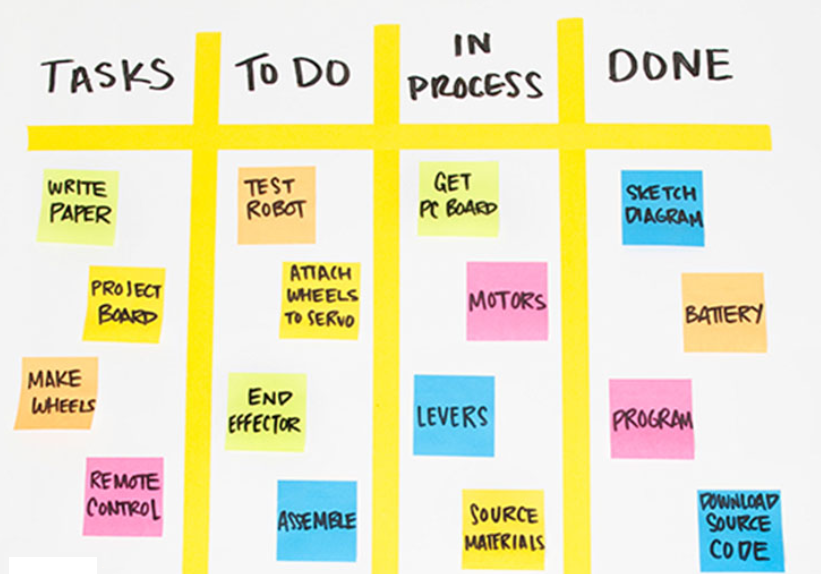 TASKS
TO DO
IN
PROCESS
DONE
WRITE
PAPER
PROJECT
BOARD
MAKE
WHEELS
REMOTE
CONTROL
TEST
ROBOT
ATTACH
WHEELS
TO SERVO
END
EFFECTOR
ASSEMBLE
GET
PC BOARD
MOTORS
LEVERS
SOURCE
MATERIALS
SKETCH
DIAGRAM
BATTERY
PROGRAM
DOWNLOAD
SOURCE
CODE